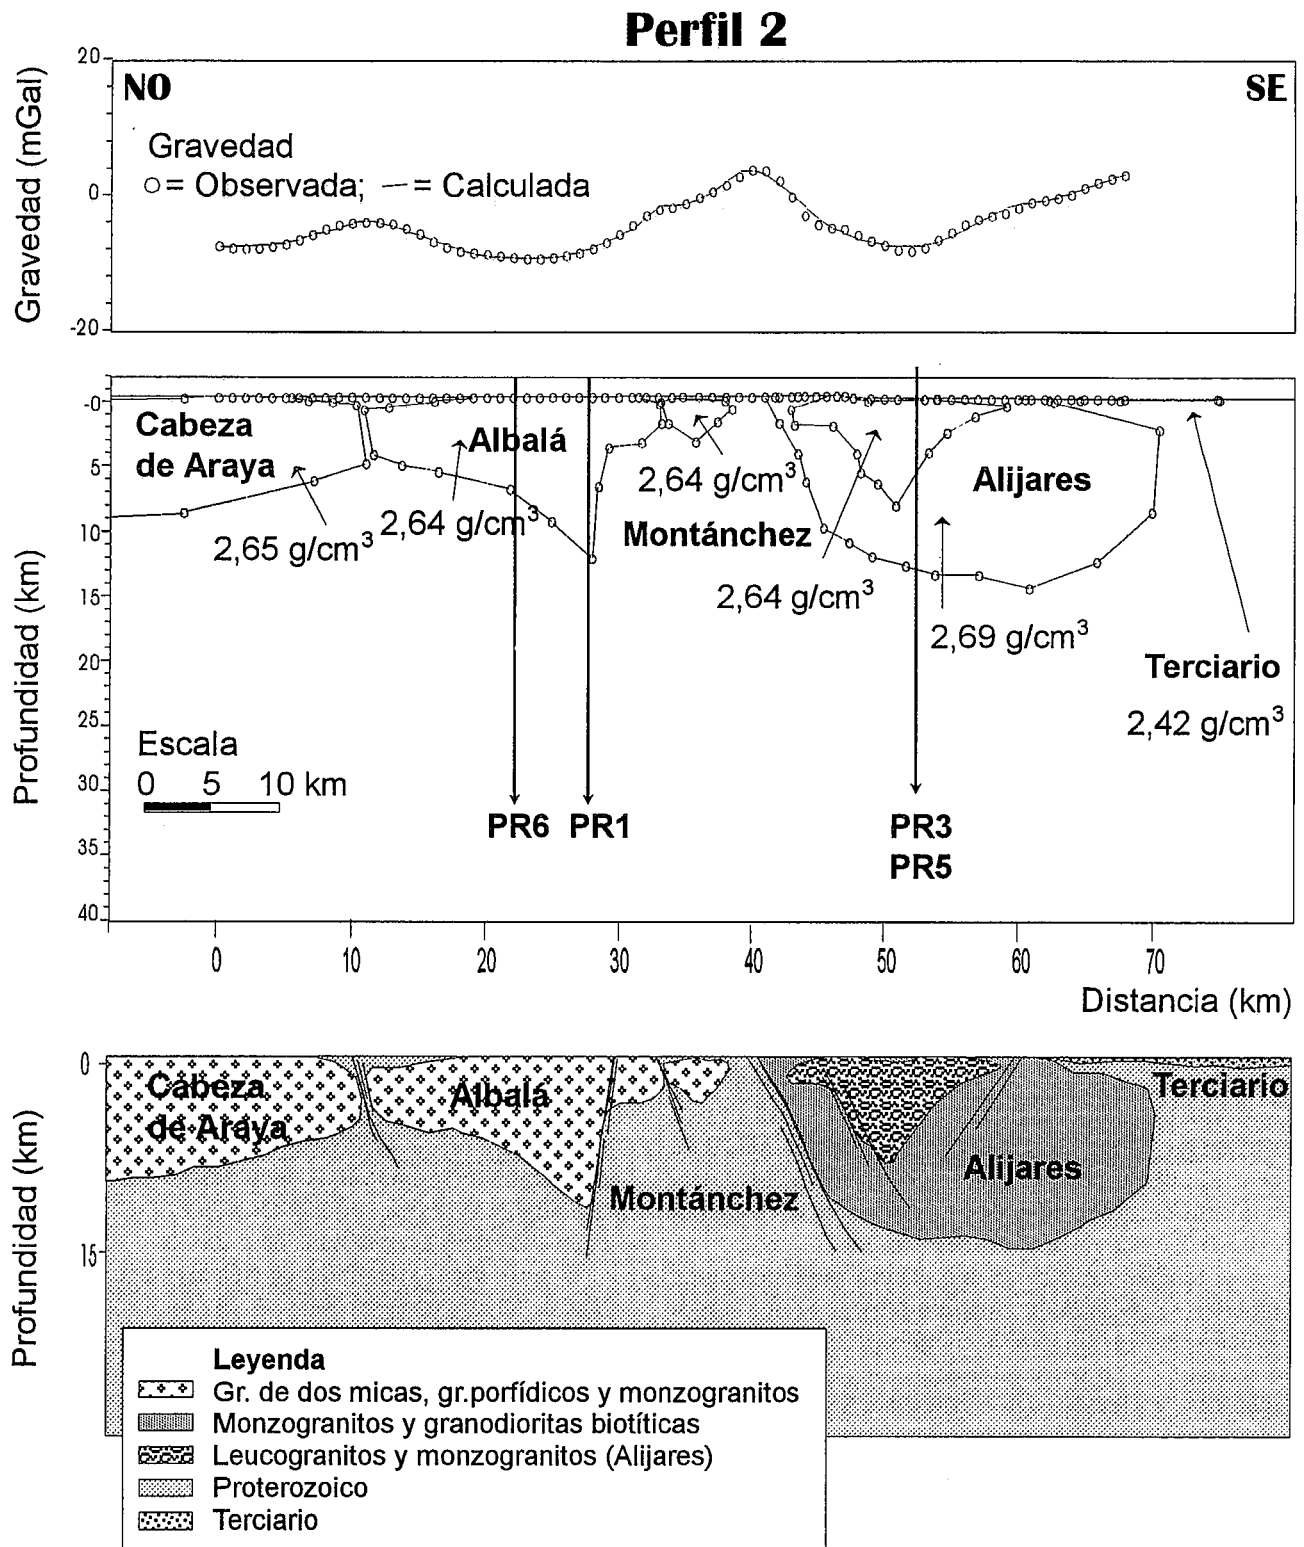 Perfil 2
20
NO
SE
Gravedad (mGal)
Gravedad
o= Observada; — = Calculada
0
-20
Profundidad (km)
-0
5
10
15
20
25
30
35
40
Cabeza
de Araya
Albalá
2,65 g/cm³
2,64 g/cm³
2,64 g/cm³
Montánchez
2,64 g/cm³
Alijares
2,69 g/cm³
Terciario
2,42 g/cm³
Escala
0 5 10 km
PR6 PR1
PR3
PR5
0 10 20 30 40 50 60 70
Distancia (km)
Profundidad (km)
0
15
Cabeza
de Araya
Albalá
Montánchez
Alijares
Terciario
Leyenda
Gr. de dos micas, gr.porfídicos y monzogranitos
Monzogranitos y granodioritas biotíticas
Leucogranitos y monzogranitos (Alijares)
Proterozoico
Terciario